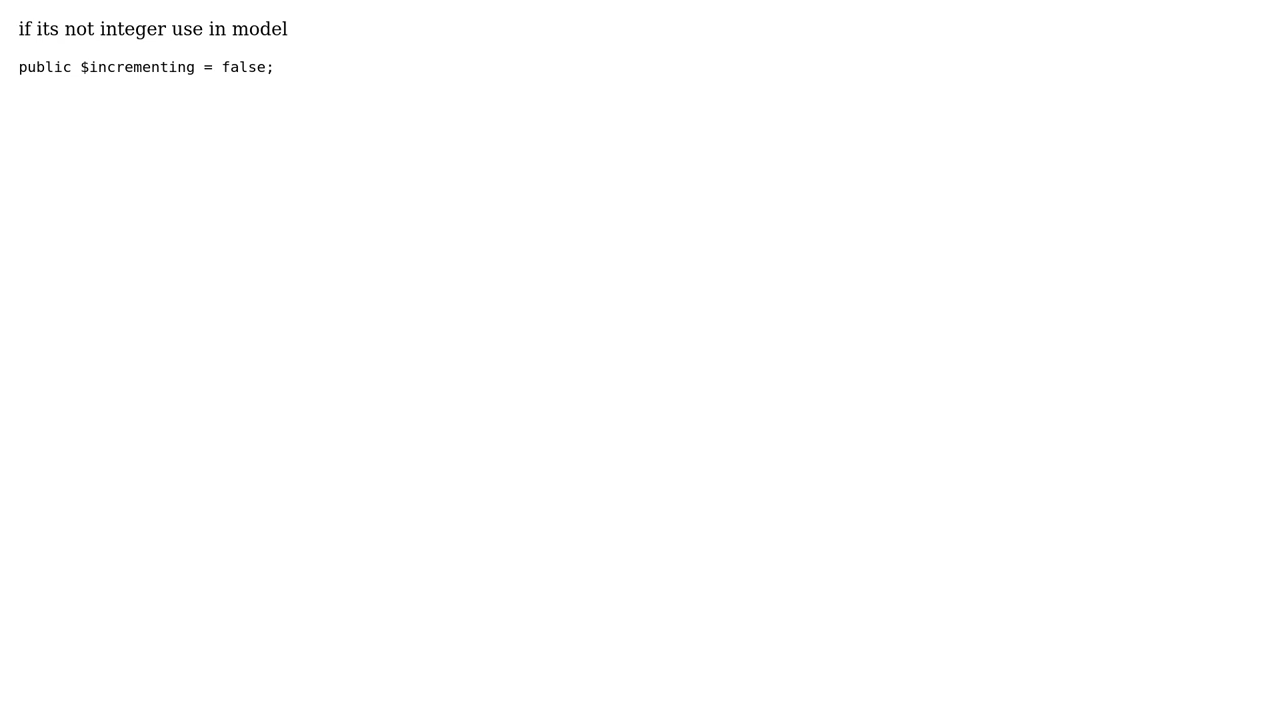 if its not integer use in model
public $incrementing = false;